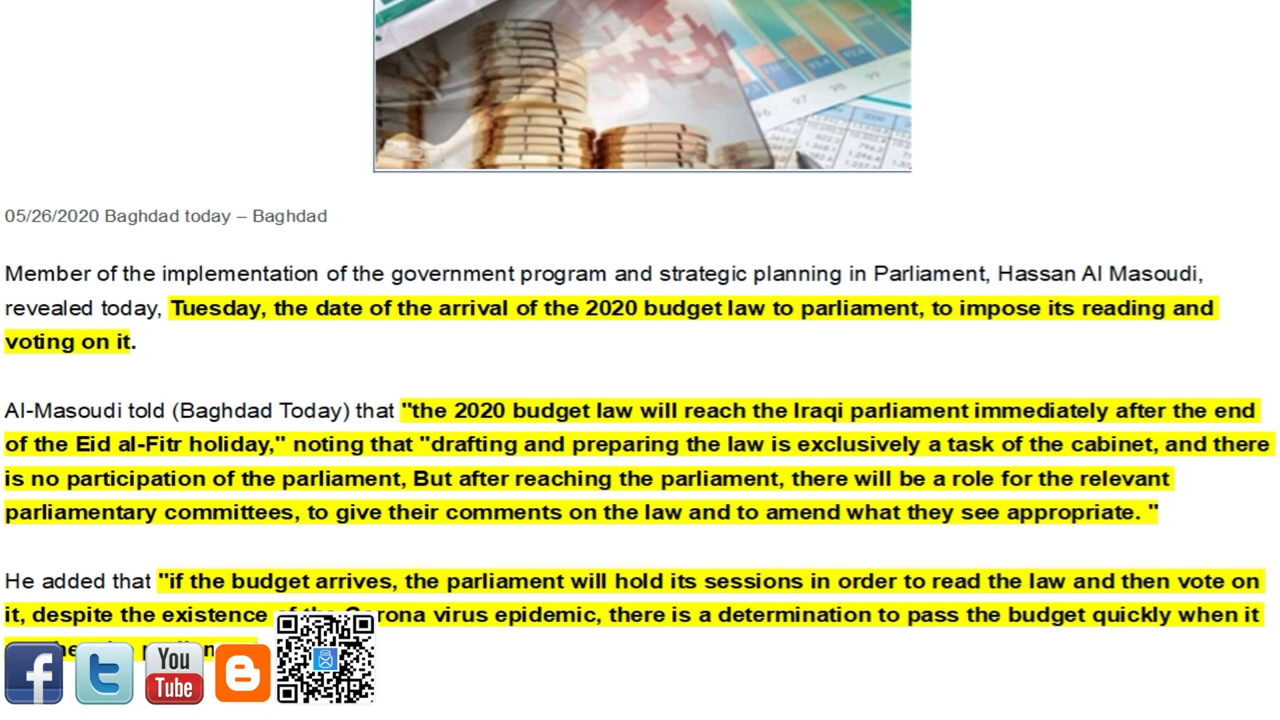 96 97 98 99
05/26/2020 Baghdad today – Baghdad
Member of the implementation of the government program and strategic planning in Parliament, Hassan Al Masoudi,
revealed today, Tuesday, the date of the arrival of the 2020 budget law to parliament, to impose its reading and
voting on it.
Al-Masoudi told (Baghdad Today) that "the 2020 budget law will reach the Iraqi parliament immediately after the end
of the Eid al-Fitr holiday," noting that "drafting and preparing the law is exclusively a task of the cabinet, and there
is no participation of the parliament, But after reaching the parliament, there will be a role for the relevant
parliamentary committees, to give their comments on the law and to amend what they see appropriate. "
He added that "if the budget arrives, the parliament will hold its sessions in order to read the law and then vote on
it, despite the existence of the Corona virus epidemic, there is a determination to pass the budget quickly when it
You
Tube